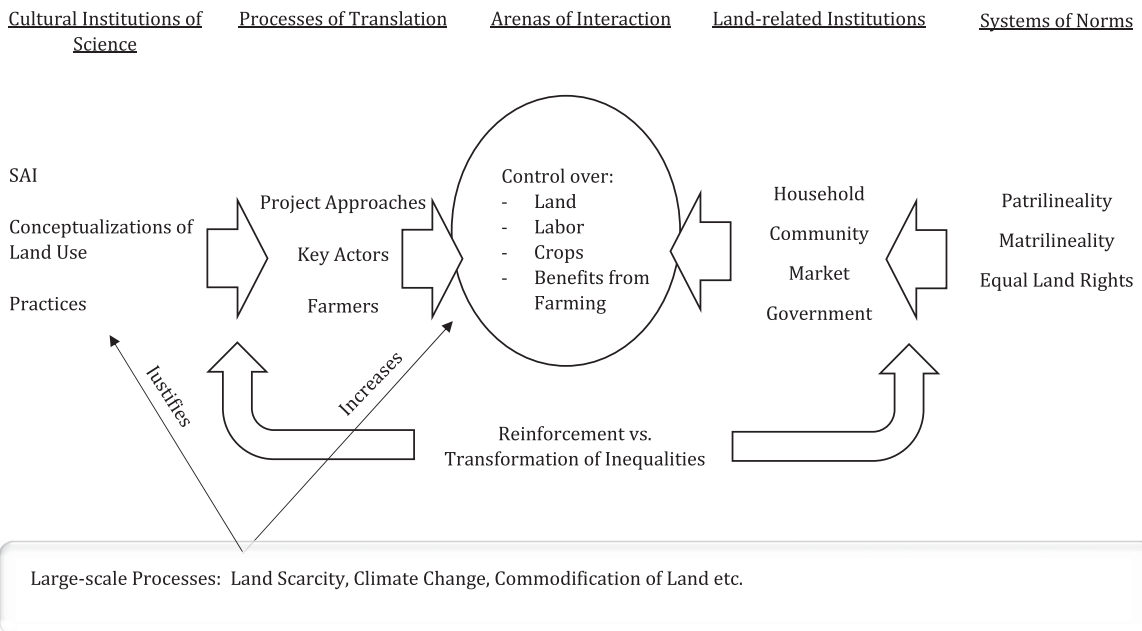 Cultural Institutions of
Science
Processes of Translation
Arenas of Interaction
Land-related Institutions
Systems of Norms
SAI
Conceptualizations of
Land Use
Practices
Project Approaches
Key Actors
Farmers
Control over:
- Land
- Labor
- Crops
- Benefits from
Farming
Household
Community
Market
Government
Patrilineality
Matrilineality
Equal Land Rights
Justifies
Increases
Reinforcement vs.
Transformation of Inequalities
Large-scale Processes: Land Scarcity, Climate Change, Commodification of Land etc.